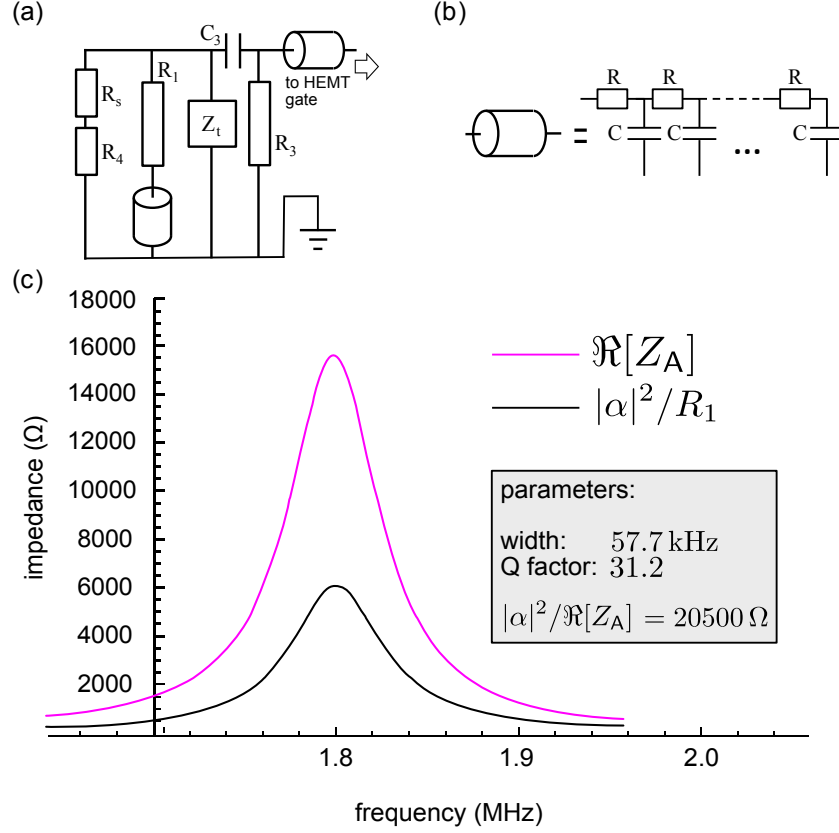 (a)
C₃
R₁
Rₛ
R₄
Zₜ
R₃
to HEMT
gate
(b)
R R R
=
C C C
...
(c)
18000
16000
14000
12000
10000
8000
6000
4000
2000
impedance (Ω)
ℜ[Z_A]
|α|²/R₁
parameters:
width: 57.7 kHz
Q factor: 31.2
|α|²/ℜ[Z_A] = 20500 Ω
1.8 1.9 2.0
frequency (MHz)